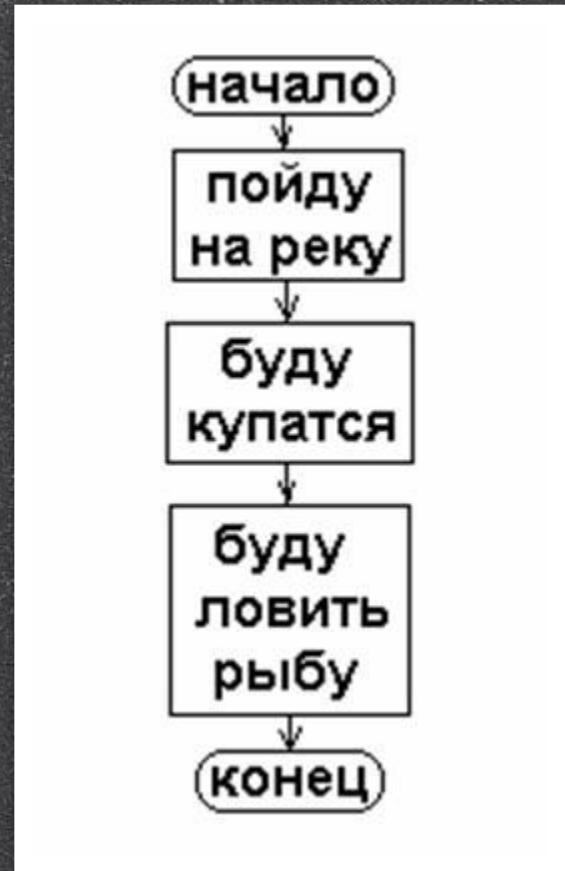 начало
пойду
на реку
буду
купатся
буду
ловить
рыбу
конец